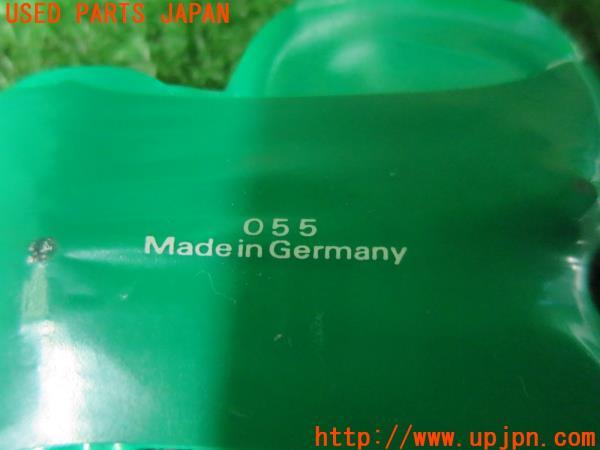 USED PARTS JAPAN
055
Made in Germany
http://www.upjpn.com